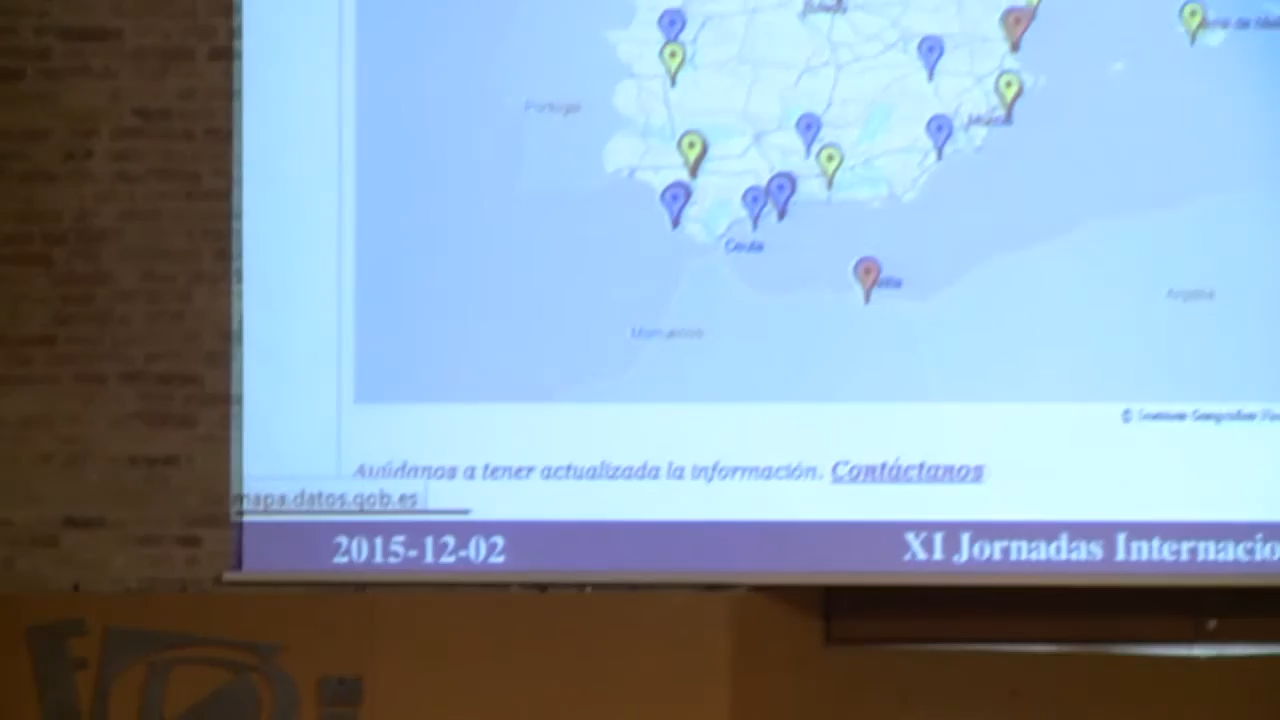 Portugal
Murcia
Ceuta
Marruecos
Argelia
Ayúdanos a tener actualizada la información. Contáctanos
mapa.datos.gob.es
2015-12-02
XI Jornadas Internacio